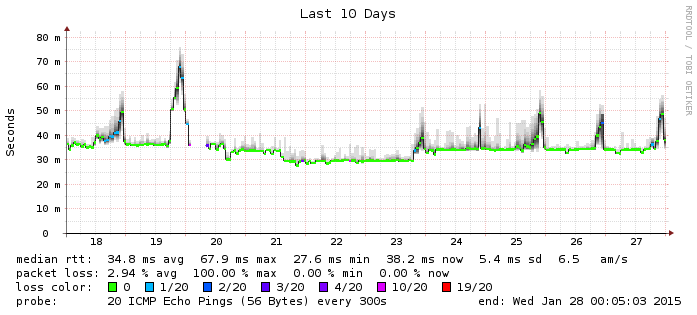 Last 10 Days
RRDTOOL / TOBI OETIKER
Seconds
80 m
70 m
60 m
50 m
40 m
30 m
20 m
10 m
0
18 19 20 21 22 23 24 25 26 27
median rtt: 34.8 ms avg 67.9 ms max 27.6 ms min 38.2 ms now 5.4 ms sd 6.5 am/s
packet loss: 2.94 % avg 100.00 % max 0.00 % min 0.00 % now
loss color: 0 1/20 2/20 3/20 4/20 10/20 19/20
probe: 20 ICMP Echo Pings (56 Bytes) every 300s end: Wed Jan 28 00:05:03 2015